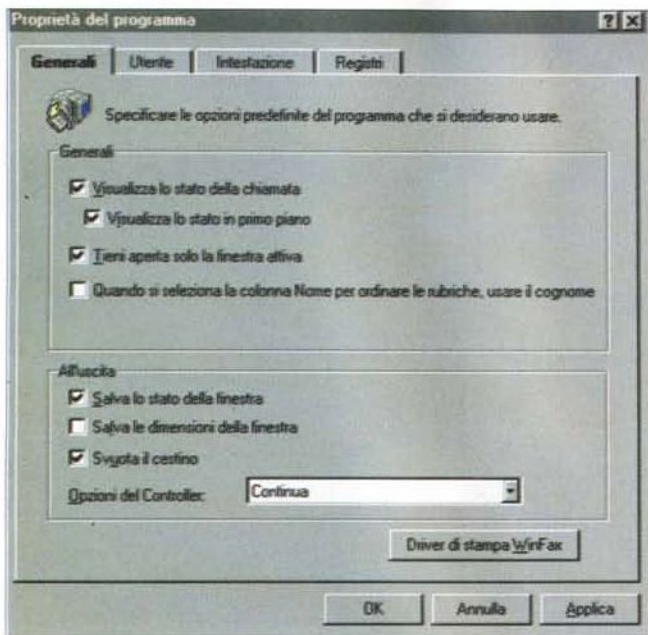 Proprietà del programma
Generali
Utente
Intestazione
Registri
Specificare le opzioni predefinite del programma che si desiderano usare.
Generali
Visualizza lo stato della chiamata
Visualizza lo stato in primo piano
Tieni aperta solo la finestra attiva
Quando si seleziona la colonna Nome per ordinare le rubriche, usare il cognome
All'uscita
Salva lo stato della finestra
Salva le dimensioni della finestra
Svuota il cestino
Opzioni del Controller: Continua
Driver di stampa WinFax
OK
Annulla
Applica